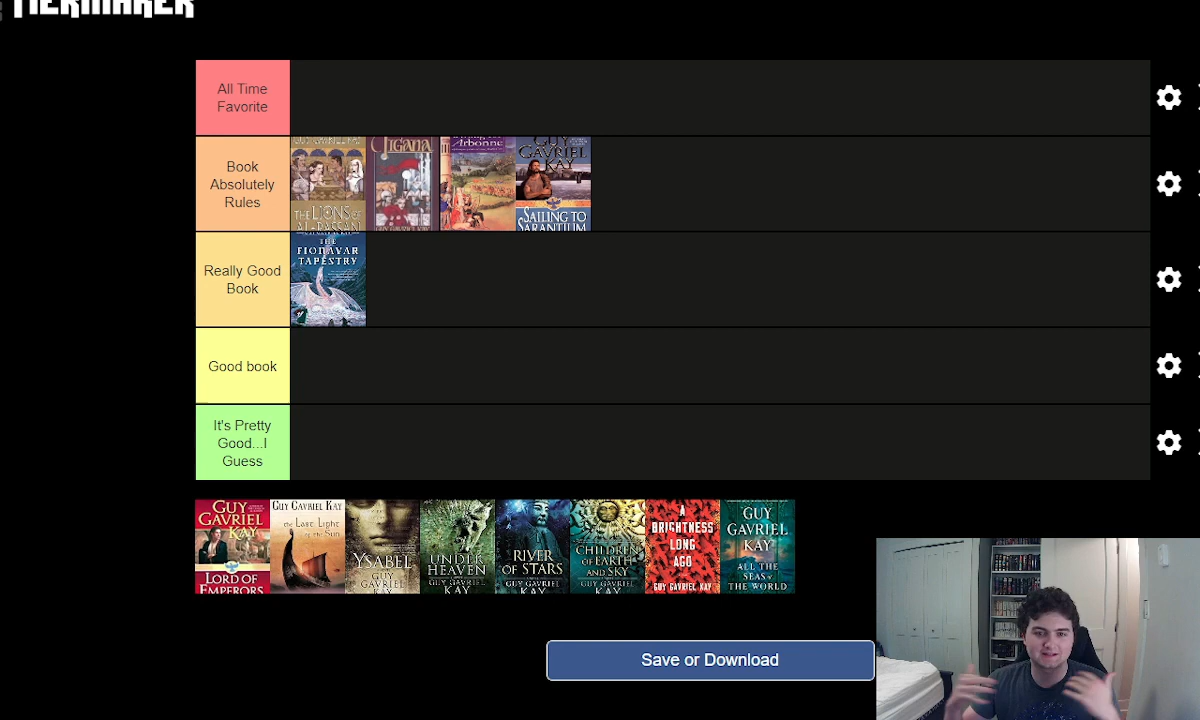 TIERMAKER
All Time
Favorite
Book
Absolutely
Rules
GUY GAVRIEL KAY
THE LIONS OF
AL-RASSAN
TIGANA
GUY GAVRIEL KAY
Arbonne
GUY
GAVRIEL
KAY
SAILING TO
SARANTIUM
Really Good
Book
THE
FIONAVAR
TAPESTRY
Good book
It's Pretty
Good...I
Guess
GUY
GAVRIEL
KAY
LORD OF
EMPERORS
GUY GAVRIEL KAY
the Last Light
of the Sun
YSABEL
GUY
GAVRIEL
KAY
UNDER
HEAVEN
GUY GAVRIEL
KAY
RIVER
OF STARS
GUY GAVRIEL
KAY
CHILDREN
OF EARTH
AND SKY
GUY GAVRIEL
KAY
A
BRIGHTNESS
LONG
AGO
GUY GAVRIEL KAY
GUY
GAVRIEL
KAY
ALL THE
SEAS of
THE WORLD
Save or Download